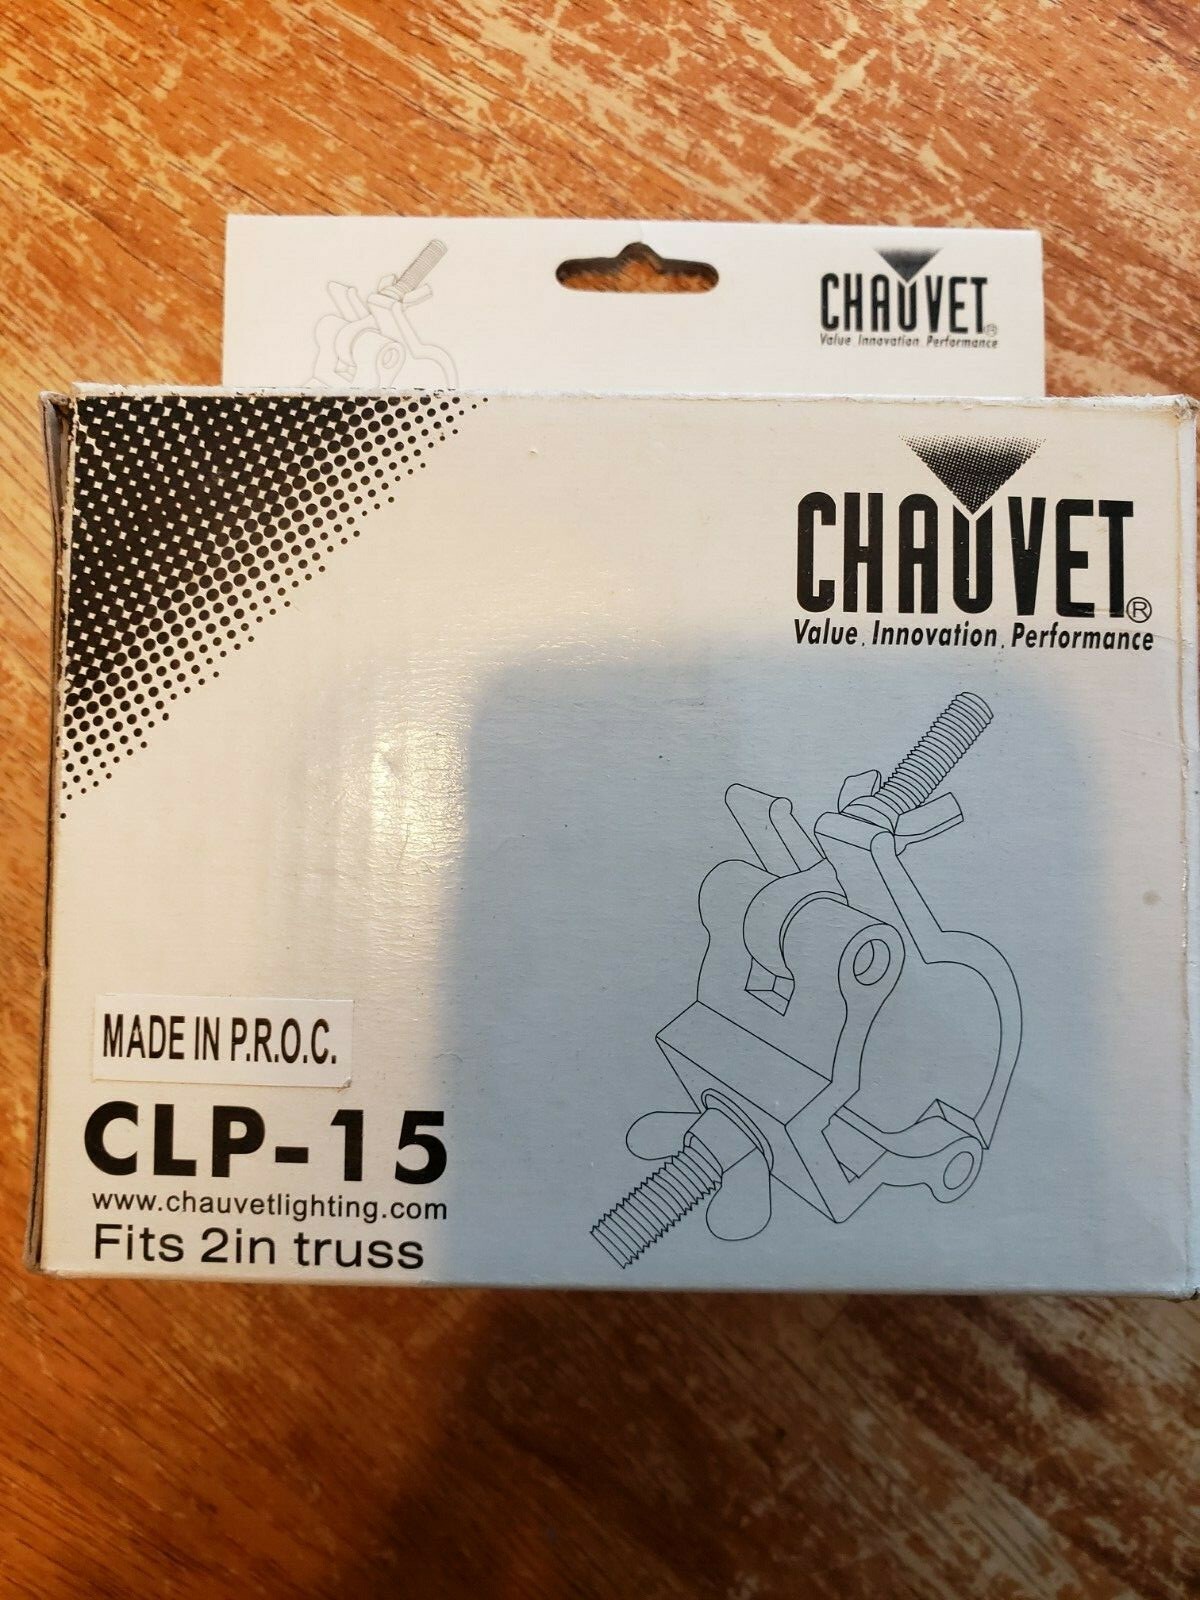 CHAUVET®
Value Innovation Performance
CHAUVET®
Value. Innovation. Performance
MADE IN P.R.O.C.
CLP-15
www.chauvetlighting.com
Fits 2in truss